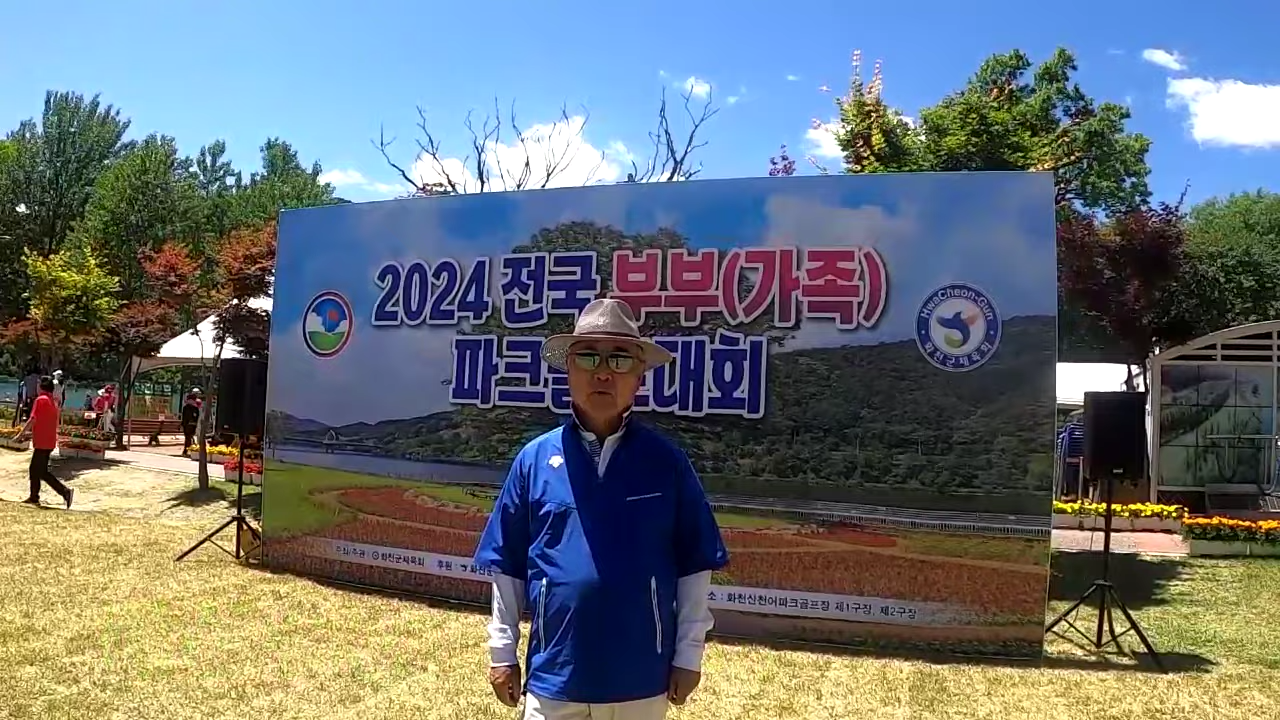 2024 전국 부부(가족)
파크골 대회
HwaCheon-Gun
화천군체육회
주최/주관 : 화천군체육회 후원 :
소 : 화천산천어파크골프장 제1구장, 제2구장